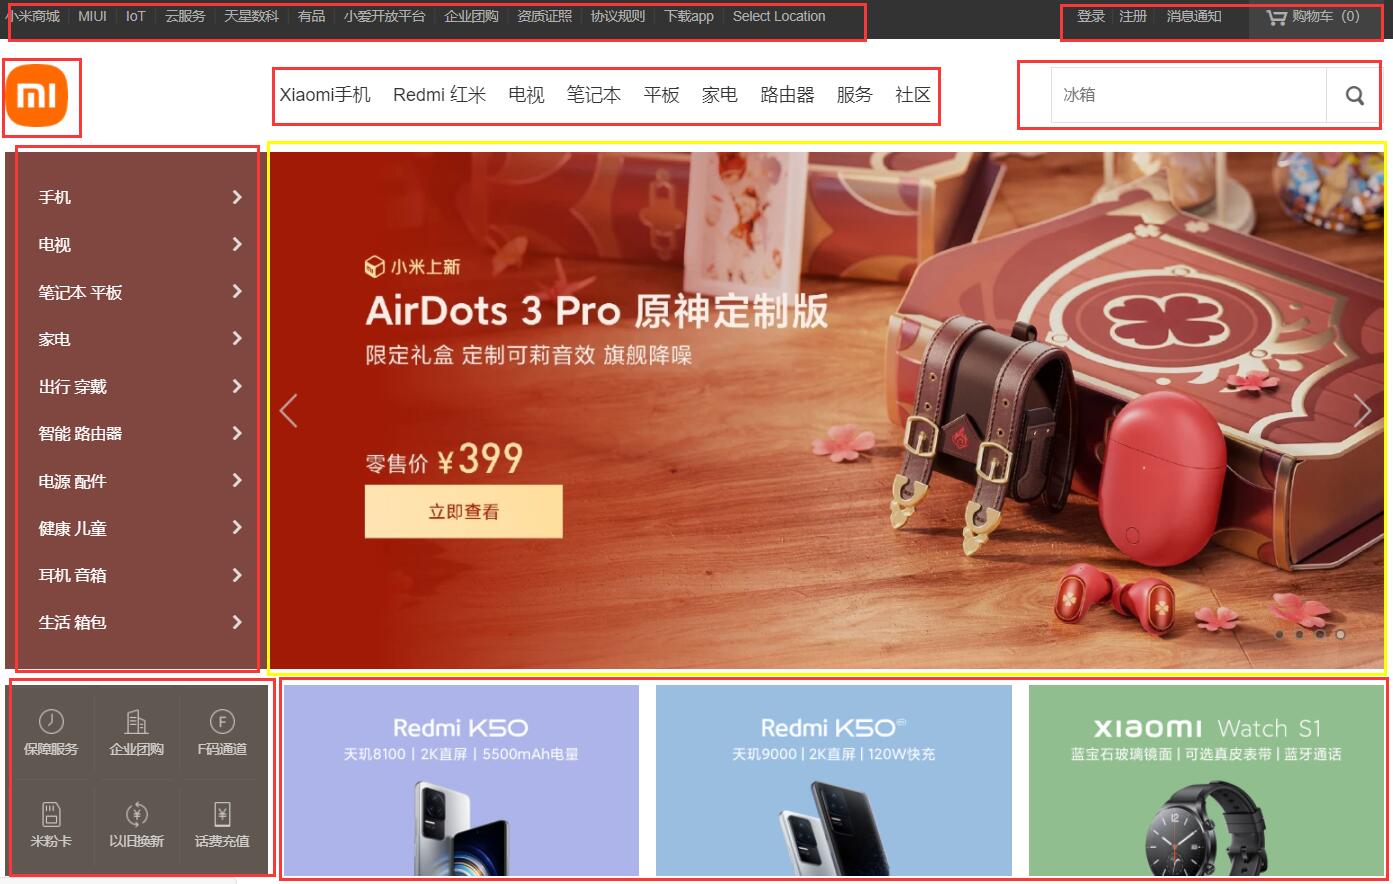 小米商城 MIUI IoT 云服务 天星数科 有品 小爱开放平台 企业团购 资质证照 协议规则 下载app Select Location 登录 注册 消息通知 购物车（0）
mi Xiaomi手机 Redmi 红米 电视 笔记本 平板 家电 路由器 服务 社区 冰箱
手机
电视
笔记本 平板
家电
出行 穿戴
智能 路由器
电源 配件
健康 儿童
耳机 音箱
生活 箱包
小米上新
AirDots 3 Pro 原神定制版
限定礼盒 定制可莉音效 旗舰降噪
零售价 ¥399
立即查看
保障服务 企业团购 F码通道
米粉卡 以旧换新 话费充值
Redmi K50
天玑8100 | 2K直屏 | 5500mAh电量
Redmi K50
天玑9000 | 2K直屏 | 120W快充
xiaomi Watch S1
蓝宝石玻璃镜面 | 可选真皮表带 | 蓝牙通话